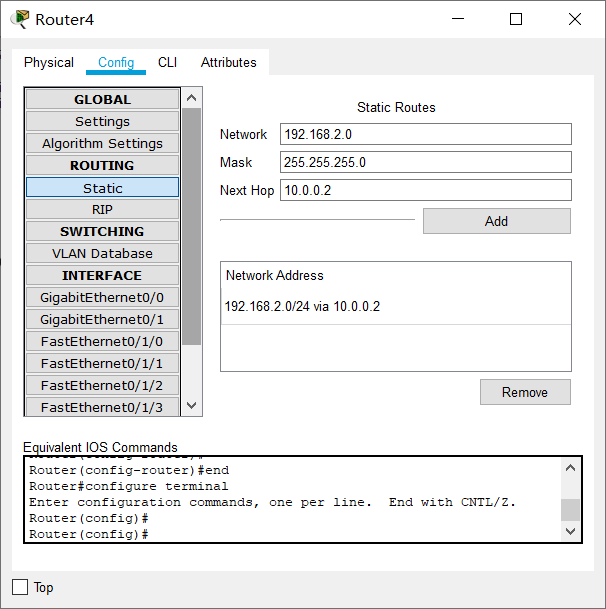 Router4
Physical Config CLI Attributes
GLOBAL
Settings
Algorithm Settings
ROUTING
Static
RIP
SWITCHING
VLAN Database
INTERFACE
GigabitEthernet0/0
GigabitEthernet0/1
FastEthernet0/1/0
FastEthernet0/1/1
FastEthernet0/1/2
FastEthernet0/1/3
Static Routes
Network 192.168.2.0
Mask 255.255.255.0
Next Hop 10.0.0.2
Add
Network Address
192.168.2.0/24 via 10.0.0.2
Remove
Equivalent IOS Commands
Router(config-router)#
Router(config-router)#end
Router#configure terminal
Enter configuration commands, one per line.  End with CNTL/Z.
Router(config)#
Router(config)#
Top